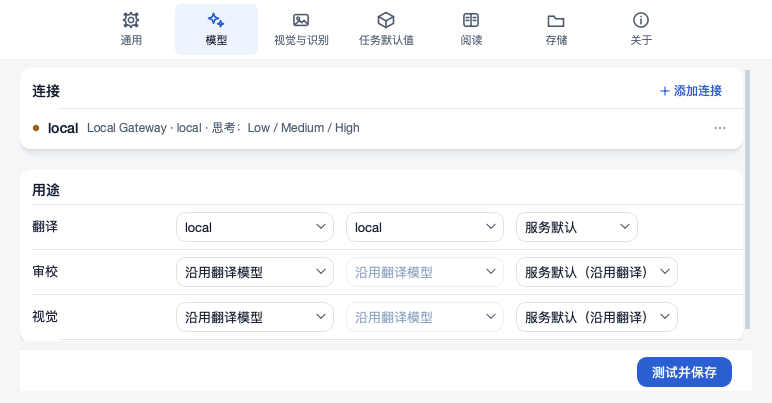 通用 模型 视觉与识别 任务默认值 阅读 存储 关于
连接 + 添加连接
local Local Gateway · local · 思考：Low / Medium / High ···
用途
翻译 local local 服务默认
审校 沿用翻译模型 沿用翻译模型 服务默认（沿用翻译）
视觉 沿用翻译模型 沿用翻译模型 服务默认（沿用翻译）
测试并保存